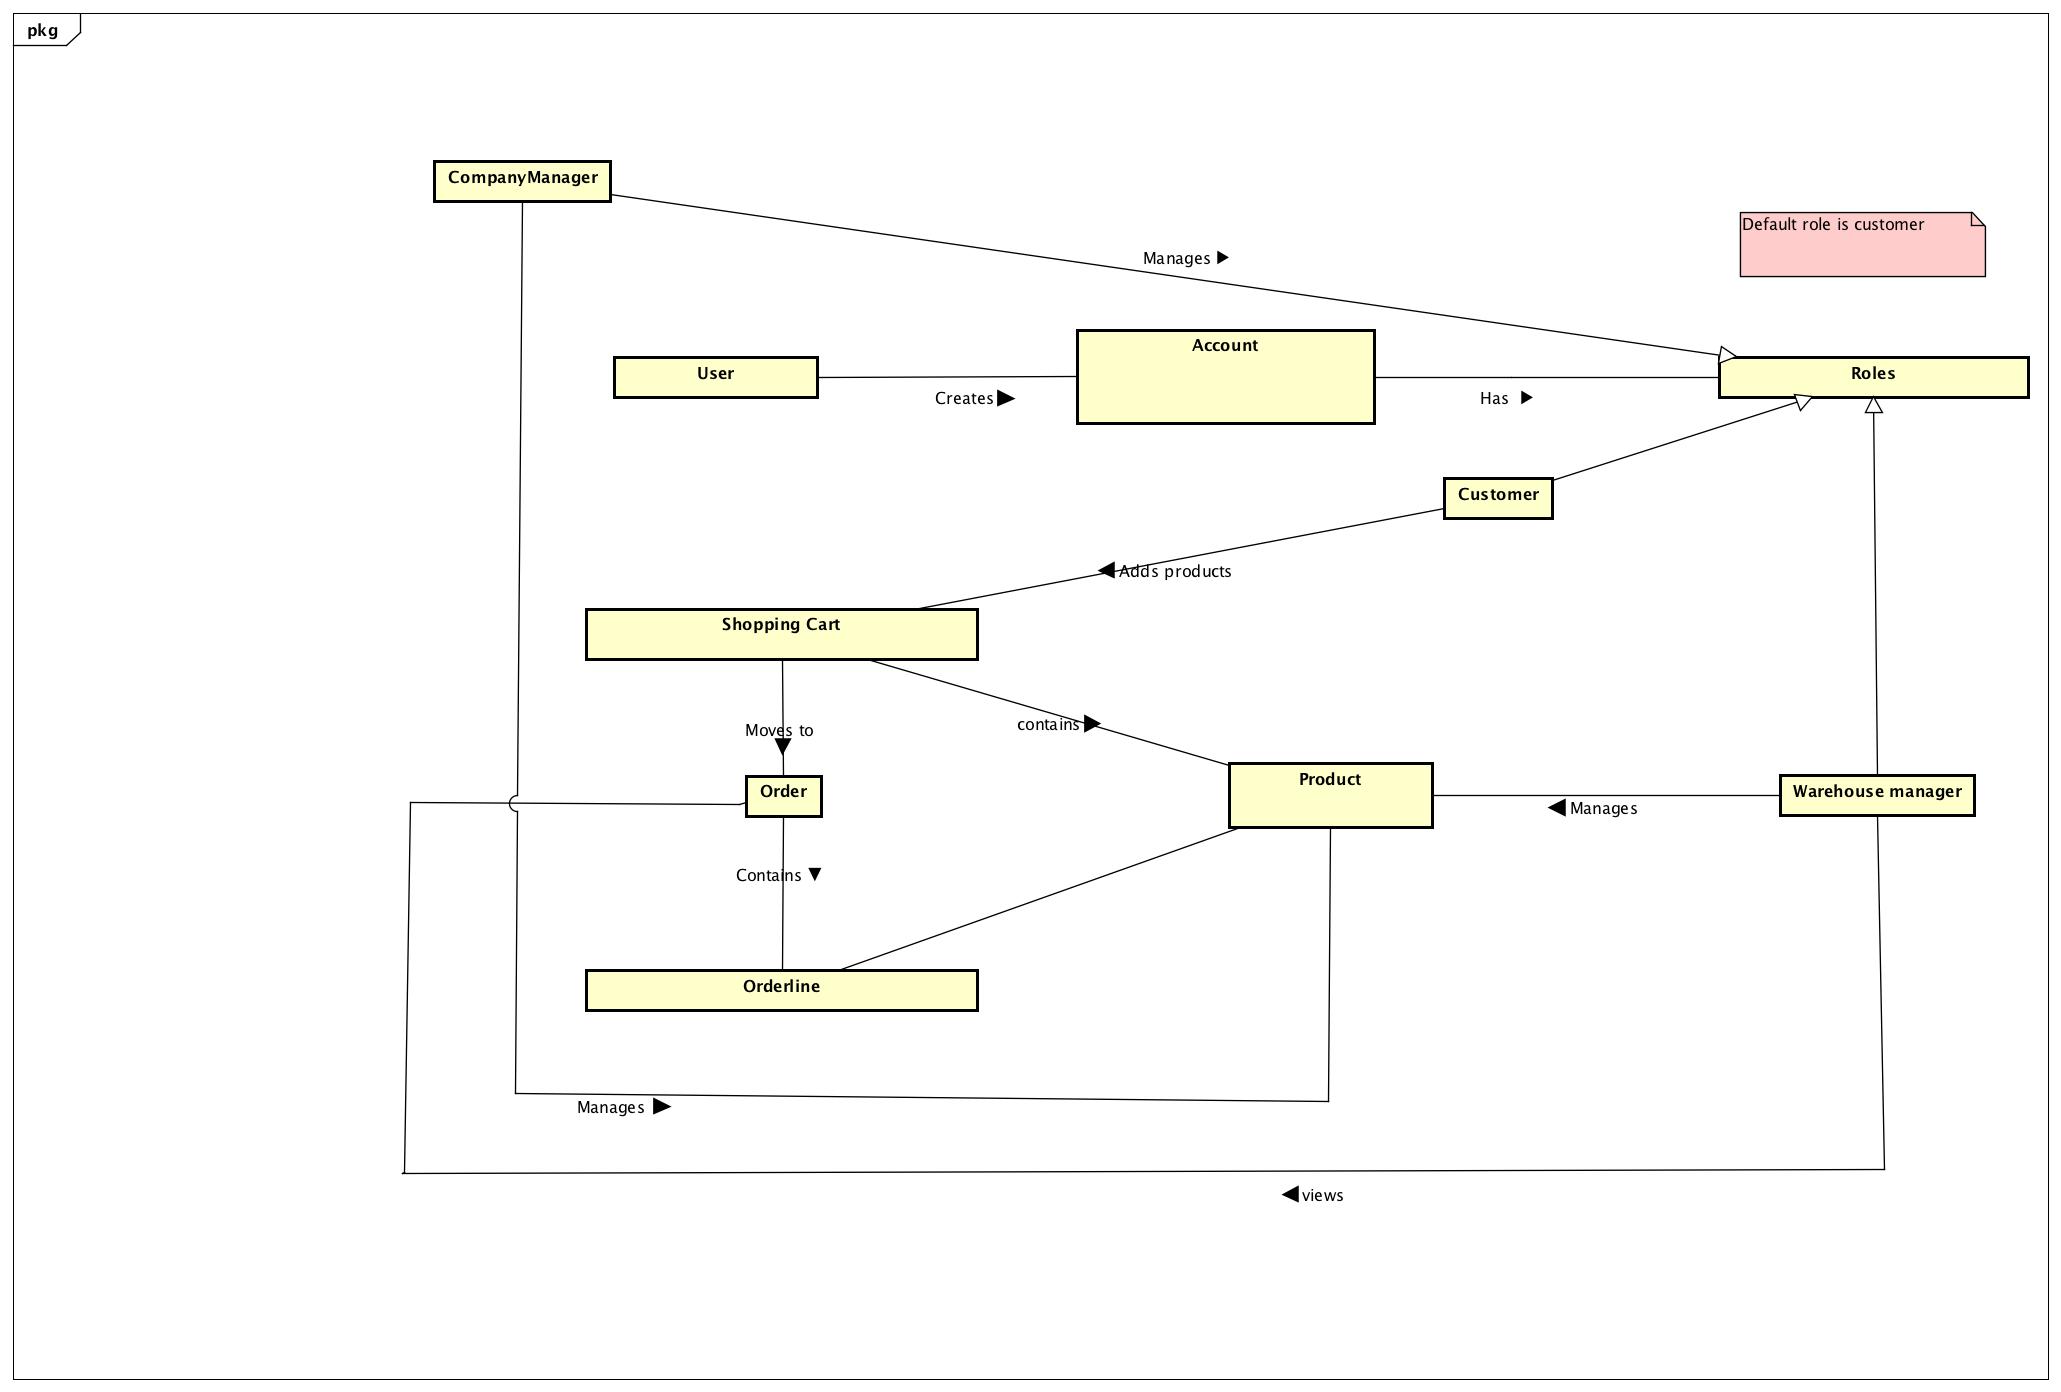 pkg
CompanyManager
Default role is customer
Manages
Account
User
Roles
Creates
Has
Customer
Adds products
Shopping Cart
Moves to
contains
Product
Order
Warehouse manager
Manages
Contains
Orderline
Manages
views